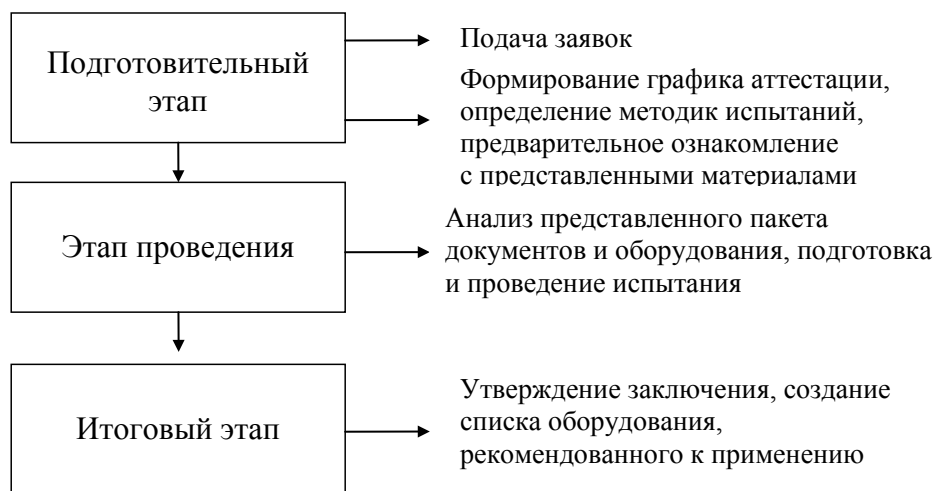 Подготовительный
этап
Подача заявок
Формирование графика аттестации,
определение методик испытаний,
предварительное ознакомление
с представленными материалами
Этап проведения
Анализ представленного пакета
документов и оборудования, подготовка
и проведение испытания
Итоговый этап
Утверждение заключения, создание
списка оборудования,
рекомендованного к применению